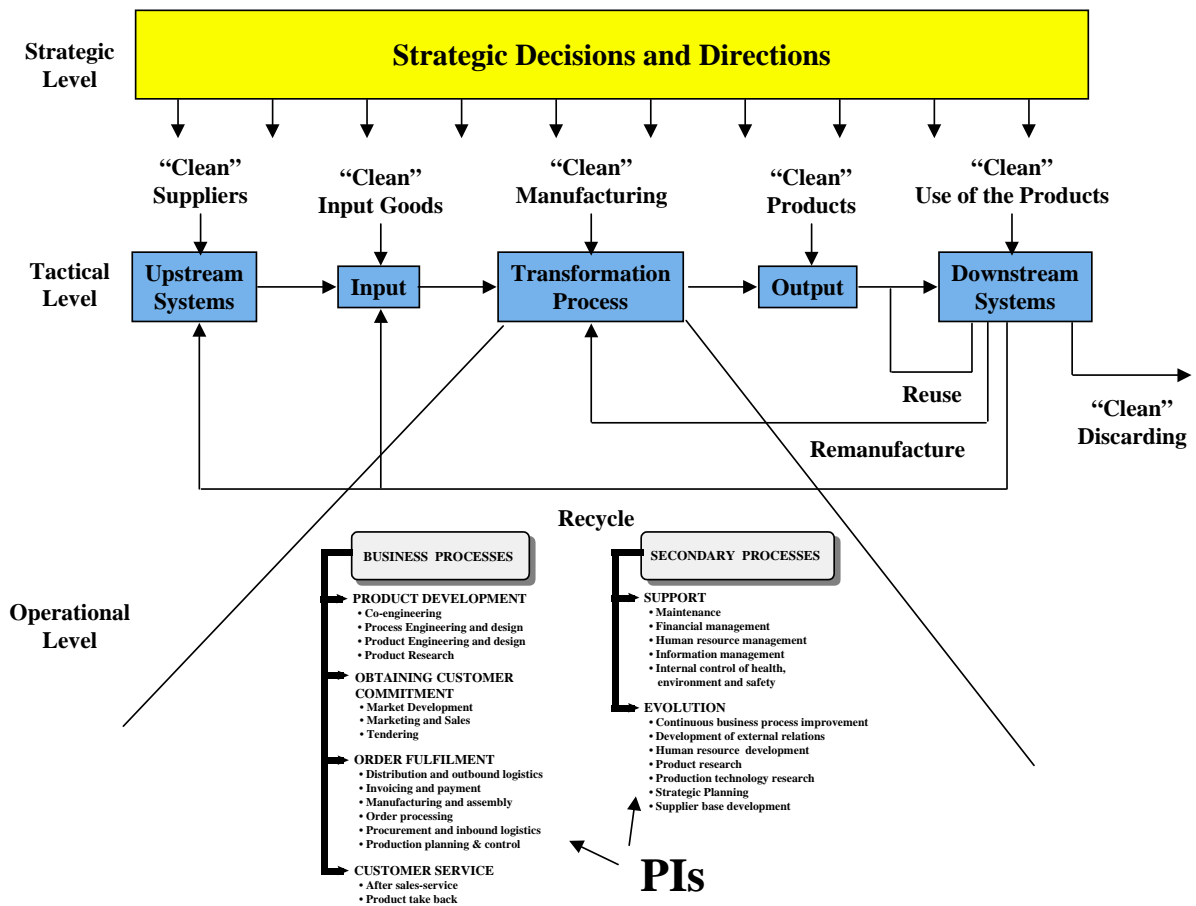 Strategic
Level
Strategic Decisions and Directions
“Clean”
Suppliers
“Clean”
Input Goods
“Clean”
Manufacturing
“Clean”
Products
“Clean”
Use of the Products
Tactical
Level
Upstream
Systems
Input
Transformation
Process
Output
Downstream
Systems
Reuse
“Clean”
Discarding
Remanufacture
Recycle
Operational
Level
BUSINESS PROCESSES
PRODUCT DEVELOPMENT
• Co-engineering
• Process Engineering and design
• Product Engineering and design
• Product Research
OBTAINING CUSTOMER
COMMITMENT
• Market Development
• Marketing and Sales
• Tendering
ORDER FULFILMENT
• Distribution and outbound logistics
• Invoicing and payment
• Manufacturing and assembly
• Order processing
• Procurement and inbound logistics
• Production planning & control
CUSTOMER SERVICE
• After sales-service
• Product take back
SECONDARY PROCESSES
SUPPORT
• Maintenance
• Financial management
• Human resource management
• Information management
• Internal control of health,
environment and safety
EVOLUTION
• Continuous business process improvement
• Development of external relations
• Human resource development
• Product research
• Production technology research
• Strategic Planning
• Supplier base development
PIs